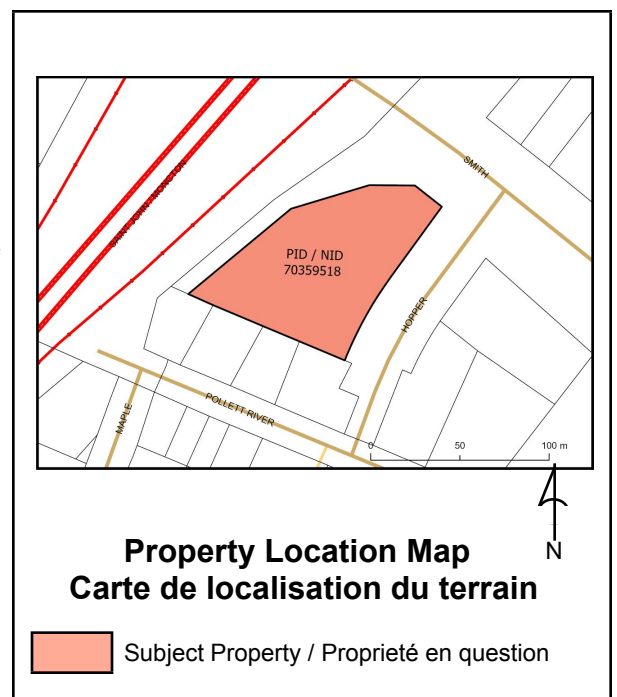 SMITH
SAINT JOHN / MONCTON
PID / NID
70359518
HOPPER
POLLETT RIVER
MAPLE
0 50 100 m
N
Property Location Map
Carte de localisation du terrain
Subject Property / Proprieté en question